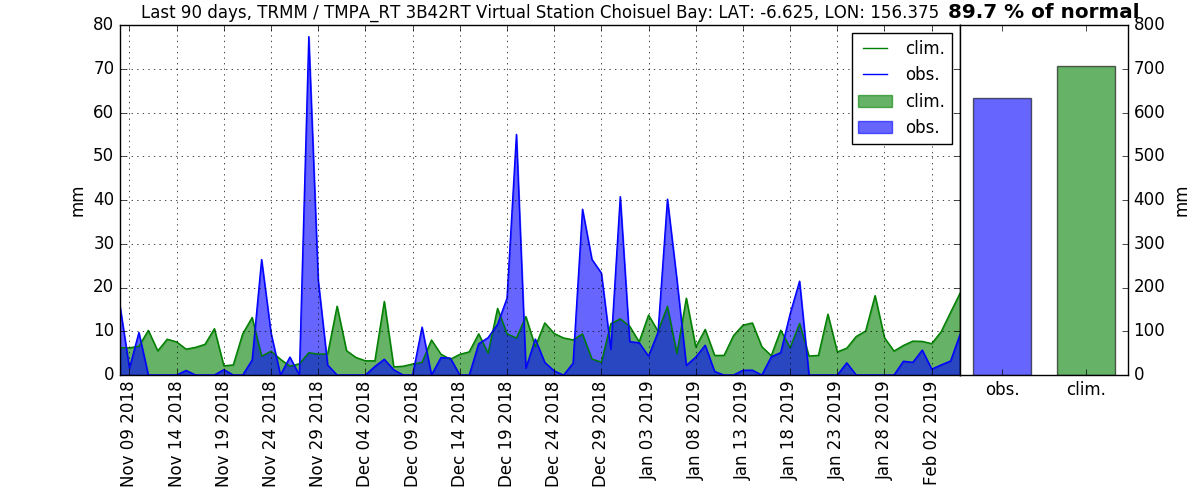 Last 90 days, TRMM / TMPA_RT 3B42RT Virtual Station Choisuel Bay: LAT: -6.625, LON: 156.375
89.7 % of normal
80
70
60
50
40
30
20
10
0
mm
clim.
obs.
clim.
obs.
800
700
600
500
400
300
200
100
0
mm
obs.
clim.
Nov 09 2018
Nov 14 2018
Nov 19 2018
Nov 24 2018
Nov 29 2018
Dec 04 2018
Dec 09 2018
Dec 14 2018
Dec 19 2018
Dec 24 2018
Dec 29 2018
Jan 03 2019
Jan 08 2019
Jan 13 2019
Jan 18 2019
Jan 23 2019
Jan 28 2019
Feb 02 2019